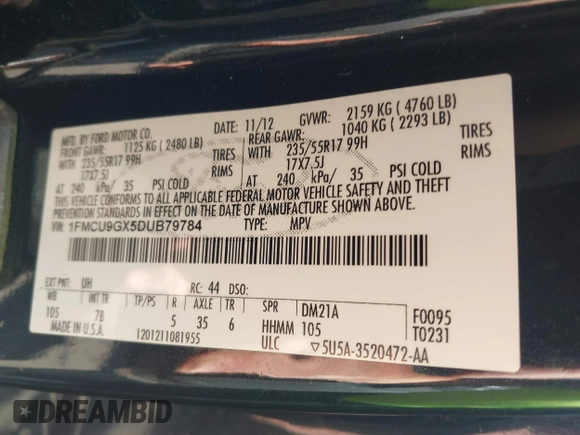 MFD. BY FORD MOTOR CO.
DATE: 11/12 GVWR: 2159 KG ( 4760 LB)
FRONT GAWR: 1125 KG ( 2480 LB)
REAR GAWR: 1040 KG ( 2293 LB)
WITH 235/55R17 99H TIRES
WITH 235/55R17 99H TIRES
17X7.5J RIMS
17X7.5J RIMS
AT 240 kPa/ 35 PSI COLD
AT 240 kPa/ 35 PSI COLD
THIS VEHICLE CONFORMS TO ALL APPLICABLE FEDERAL MOTOR VEHICLE SAFETY AND THEFT
PREVENTION STANDARDS IN EFFECT ON THE DATE OF MANUFACTURE SHOWN ABOVE.
VIN: 1FMCU9GX5DUB79784 TYPE: MPV
EXT PNT: UH RC: 44 DSO:
WB INT TR TP/PS R AXLE TR SPR DM21A F0095
105 7B 5 35 6 HHMM 105 T0231
MADE IN U.S.A. 1201211081955 ULC ▽5U5A-3520472-AA
DREAMBID